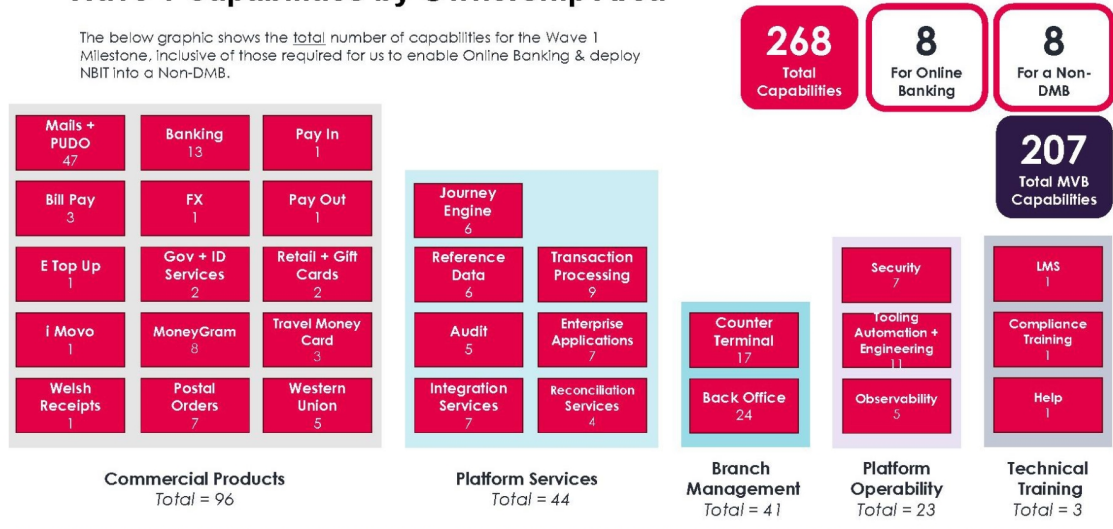 The below graphic shows the total number of capabilities for the Wave 1
Milestone, inclusive of those required for us to enable Online Banking & deploy
NBIT into a Non-DMB.
268
Total
Capabilities
8
For Online
Banking
8
For a Non-
DMB
207
Total MVB
Capabilities
Mails +
PUDO
47
Banking
13
Pay In
1
Bill Pay
3
FX
1
Pay Out
1
E Top Up
1
Gov + ID
Services
2
Retail + Gift
Cards
2
i Movo
1
MoneyGram
8
Travel Money
Card
3
Welsh
Receipts
1
Postal
Orders
7
Western
Union
5
Commercial Products
Total = 96
Journey
Engine
6
Reference
Data
6
Transaction
Processing
9
Audit
5
Enterprise
Applications
7
Integration
Services
7
Reconciliation
Services
4
Platform Services
Total = 44
Counter
Terminal
17
Back Office
24
Branch
Management
Total = 41
Security
7
Tooling
Automation +
Engineering
11
Observability
5
Platform
Operability
Total = 23
LMS
1
Compliance
Training
1
Help
1
Technical
Training
Total = 3